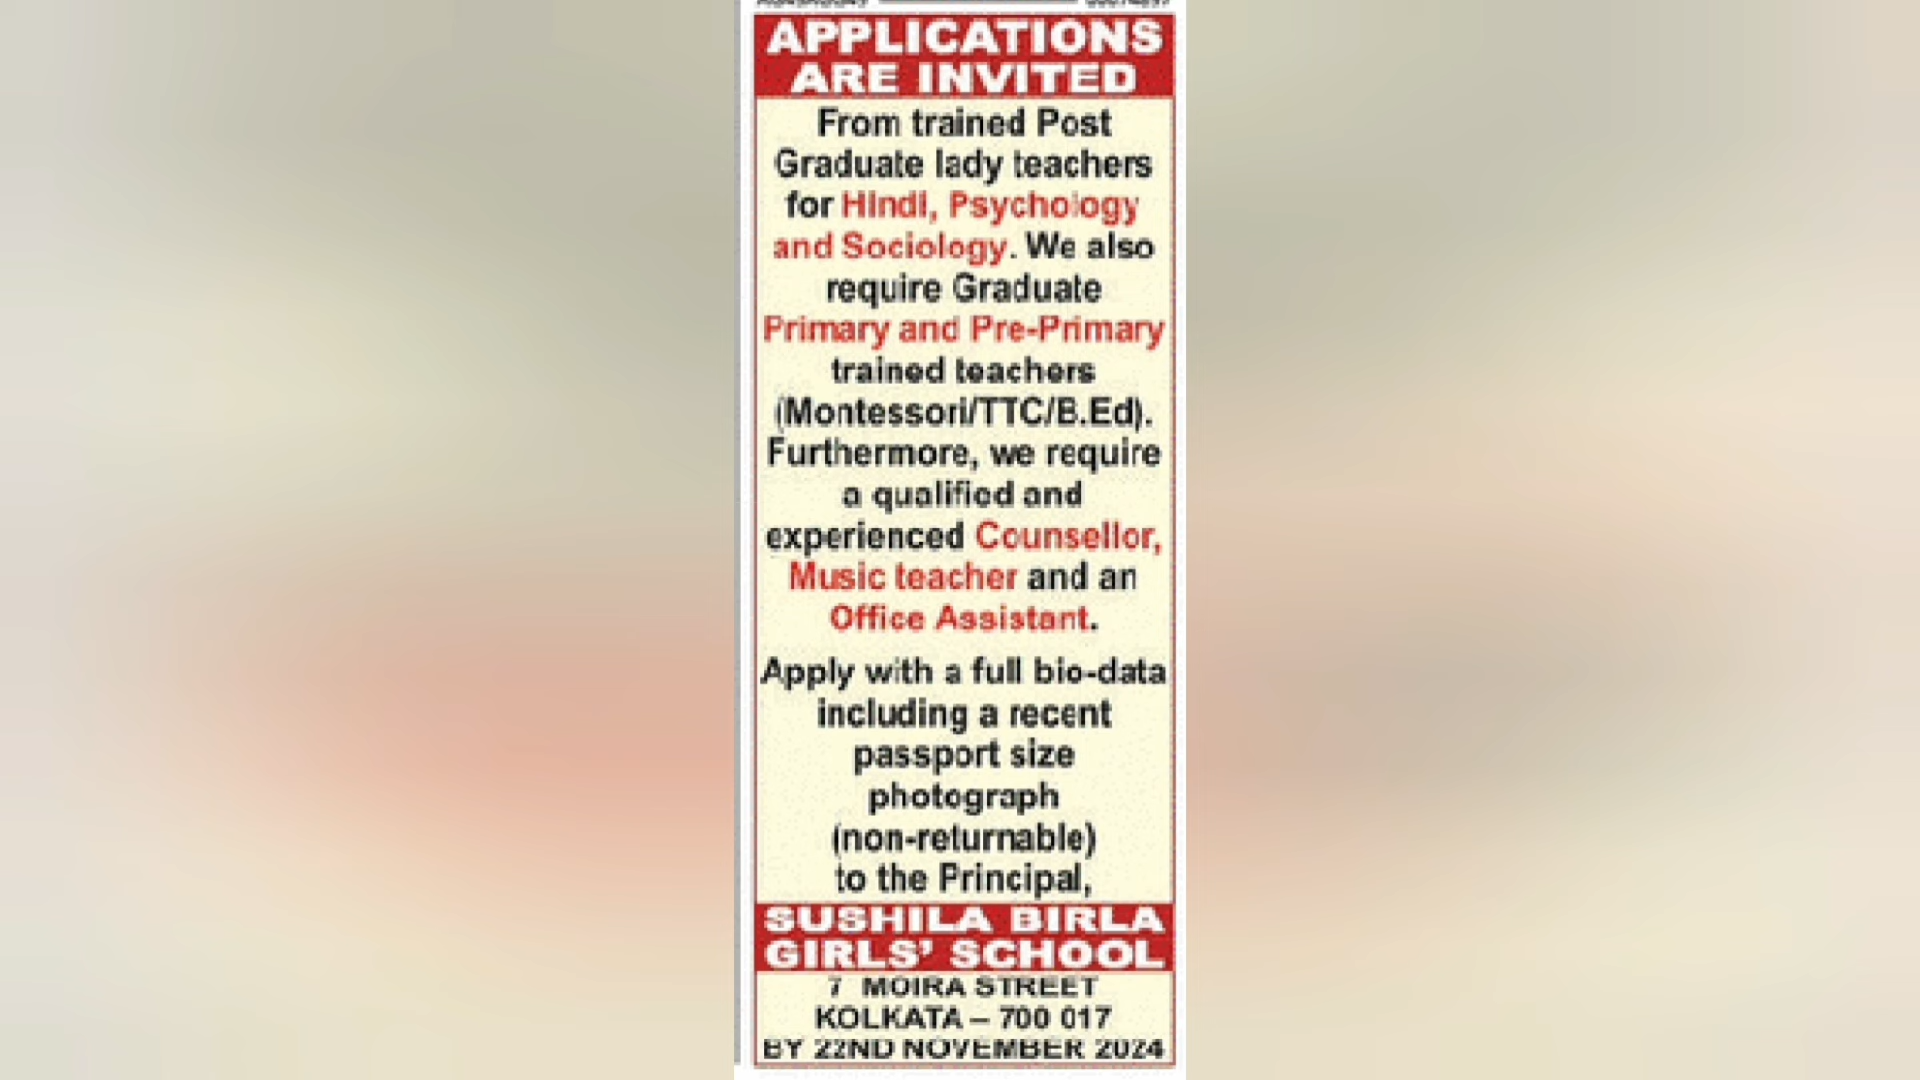 APPLICATIONS
ARE INVITED
From trained Post
Graduate lady teachers
for Hindi, Psychology
and Sociology. We also
require Graduate
Primary and Pre-Primary
trained teachers
(Montessori/TTC/B.Ed).
Furthermore, we require
a qualified and
experienced Counsellor,
Music teacher and an
Office Assistant.
Apply with a full bio-data
including a recent
passport size
photograph
(non-returnable)
to the Principal,
SUSHILA BIRLA
GIRLS' SCHOOL
7 MOIRA STREET
KOLKATA – 700 017
BY 22ND NOVEMBER 2024